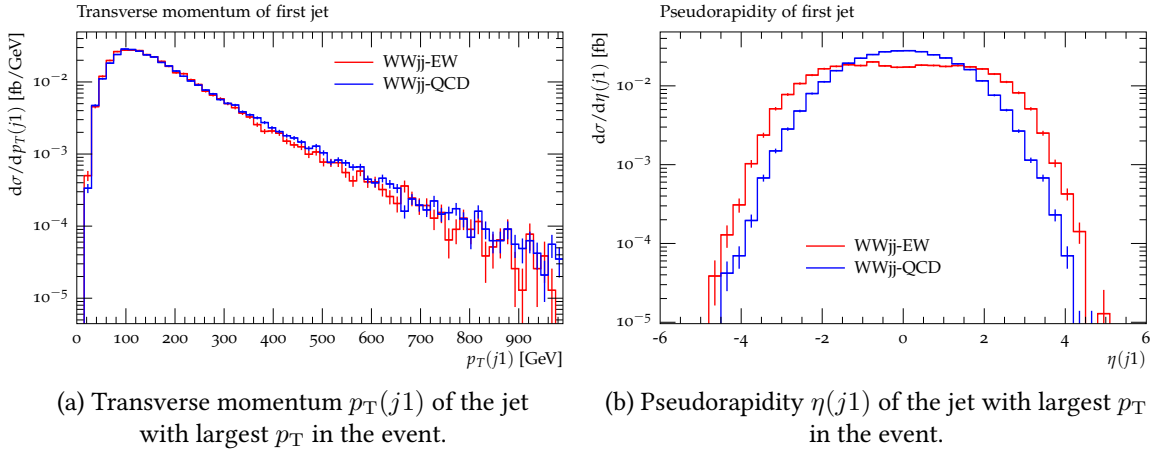 Transverse momentum of first jet
dσ/dp_T(j1) [fb/GeV]
10⁻²
10⁻³
10⁻⁴
10⁻⁵
WWjj-EW
WWjj-QCD
0 100 200 300 400 500 600 700 800 900
p_T(j1) [GeV]
(a) Transverse momentum p_T(j1) of the jet
with largest p_T in the event.
Pseudorapidity of first jet
dσ/dη(j1) [fb]
10⁻²
10⁻³
10⁻⁴
10⁻⁵
WWjj-EW
WWjj-QCD
-6 -4 -2 0 2 4 6
η(j1)
(b) Pseudorapidity η(j1) of the jet with largest p_T
in the event.